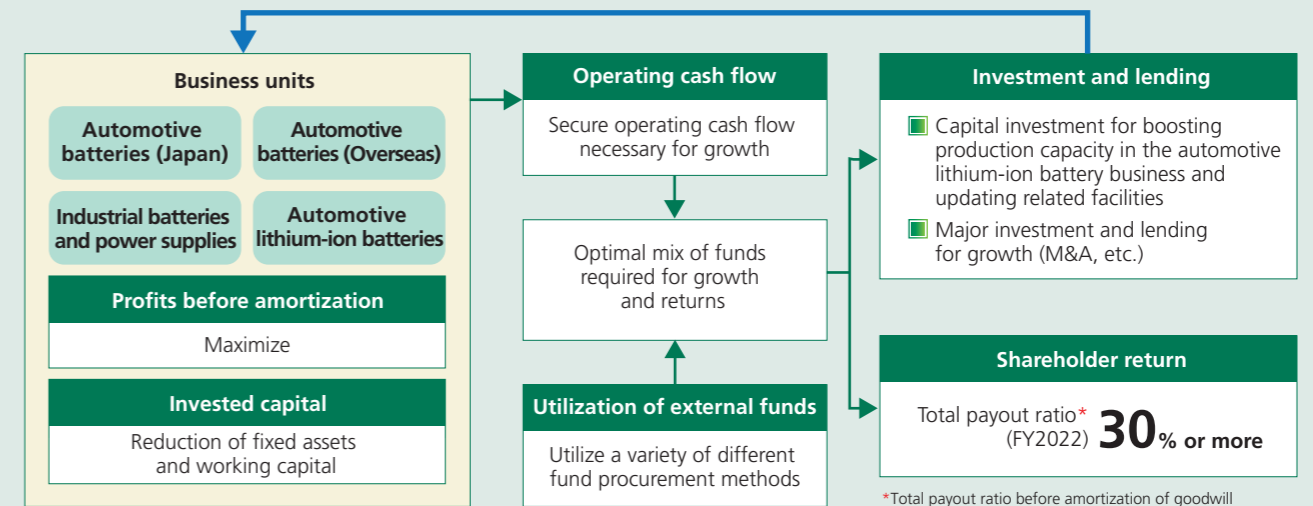 Business units
Automotive
batteries (Japan)
Automotive
batteries (Overseas)
Industrial batteries
and power supplies
Automotive
lithium-ion batteries
Profits before amortization
Maximize
Invested capital
Reduction of fixed assets
and working capital
Operating cash flow
Secure operating cash flow
necessary for growth
Optimal mix of funds
required for growth
and returns
Utilization of external funds
Utilize a variety of different
fund procurement methods
Investment and lending
Capital investment for boosting
production capacity in the automotive
lithium-ion battery business and
updating related facilities
Major investment and lending
for growth (M&A, etc.)
Shareholder return
Total payout ratio*
(FY2022) 30% or more
*Total payout ratio before amortization of goodwill